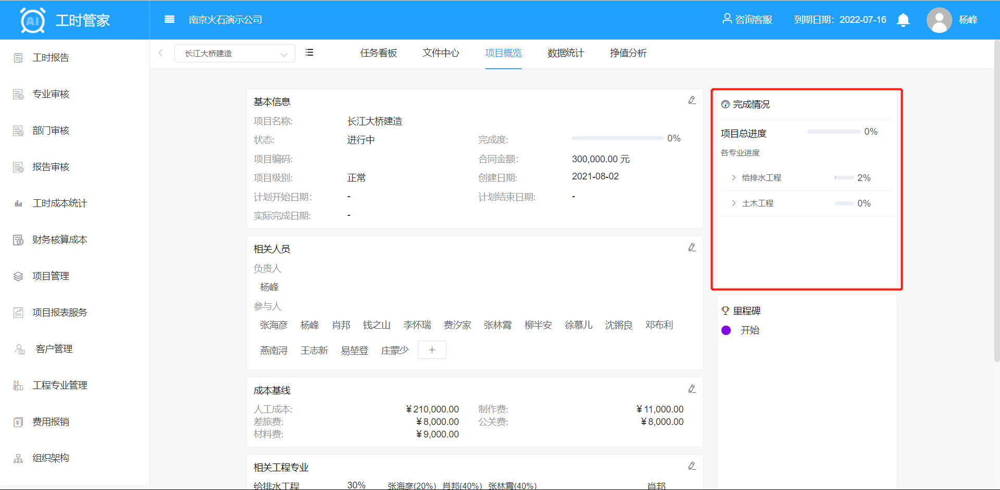 AI 工时管家
南京火石演示公司
咨询客服
到期日期：2022-07-16
杨峰
工时报告
专业审核
部门审核
报告审核
工时成本统计
财务核算成本
项目管理
项目报表服务
客户管理
工程专业管理
费用报销
组织架构
长江大桥建造
任务看板 文件中心 项目概览 数据统计 挣值分析
基本信息
项目名称: 长江大桥建造
状态: 进行中 完成度: 0%
项目编码: 合同金额: 300,000.00 元
项目级别: 正常 创建日期: 2021-08-02
计划开始日期: - 计划结束日期: -
实际完成日期: -
相关人员
负责人
杨峰
参与人
张海彦 杨峰 肖邦 钱之山 李怀瑞 费汐家 张林霄 柳半安 徐慕儿 沈锵良 邓布利
燕南浔 王志新 易堃登 庄蒙少 +
成本基线
人工成本: ¥210,000.00 制作费: ¥11,000.00
差旅费: ¥8,000.00 公关费: ¥8,000.00
材料费: ¥9,000.00
相关工程专业
给排水工程 30% 张海彦(20%) 肖邦(40%) 张林霄(40%) 肖邦
完成情况
项目总进度 0%
各专业进度
给排水工程 2%
土木工程 0%
里程碑
开始